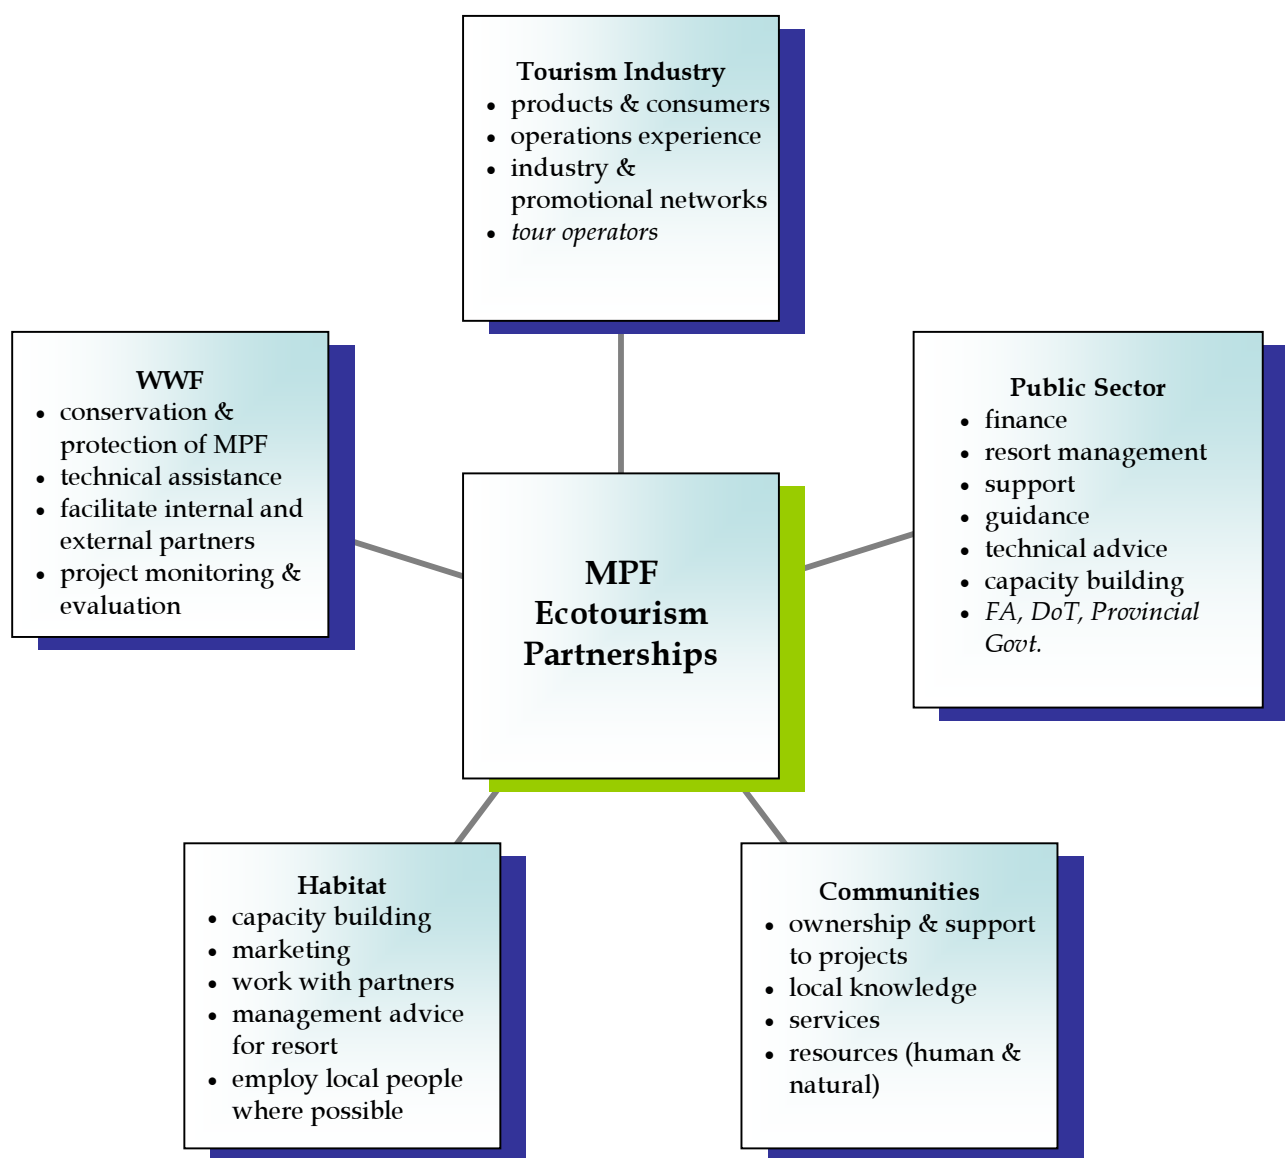 Tourism Industry
• products & consumers
• operations experience
• industry &
promotional networks
• tour operators
WWF
• conservation &
protection of MPF
• technical assistance
• facilitate internal and
external partners
• project monitoring &
evaluation
Public Sector
• finance
• resort management
• support
• guidance
• technical advice
• capacity building
• FA, DoT, Provincial
Govt.
MPF
Ecotourism
Partnerships
Habitat
• capacity building
• marketing
• work with partners
• management advice
for resort
• employ local people
where possible
Communities
• ownership & support
to projects
• local knowledge
• services
• resources (human &
natural)